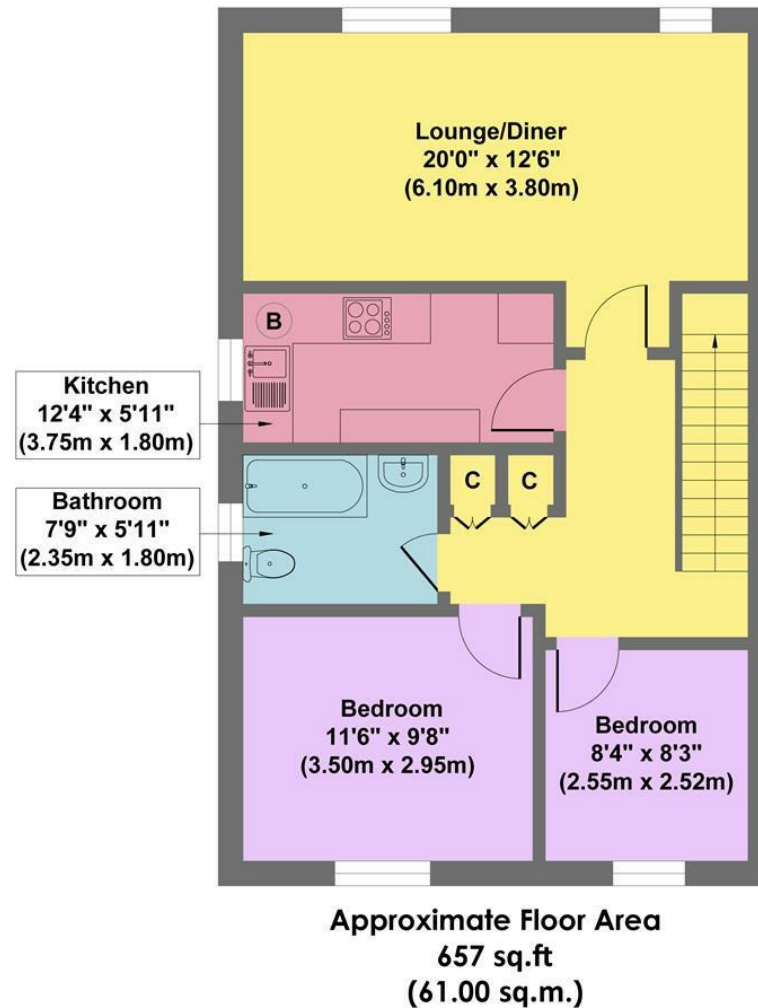 Lounge/Diner
20'0" x 12'6"
(6.10m x 3.80m)
B
Kitchen
12'4" x 5'11"
(3.75m x 1.80m)
Bathroom
7'9" x 5'11"
(2.35m x 1.80m)
C
C
Bedroom
11'6" x 9'8"
(3.50m x 2.95m)
Bedroom
8'4" x 8'3"
(2.55m x 2.52m)
Approximate Floor Area
657 sq.ft
(61.00 sq.m.)